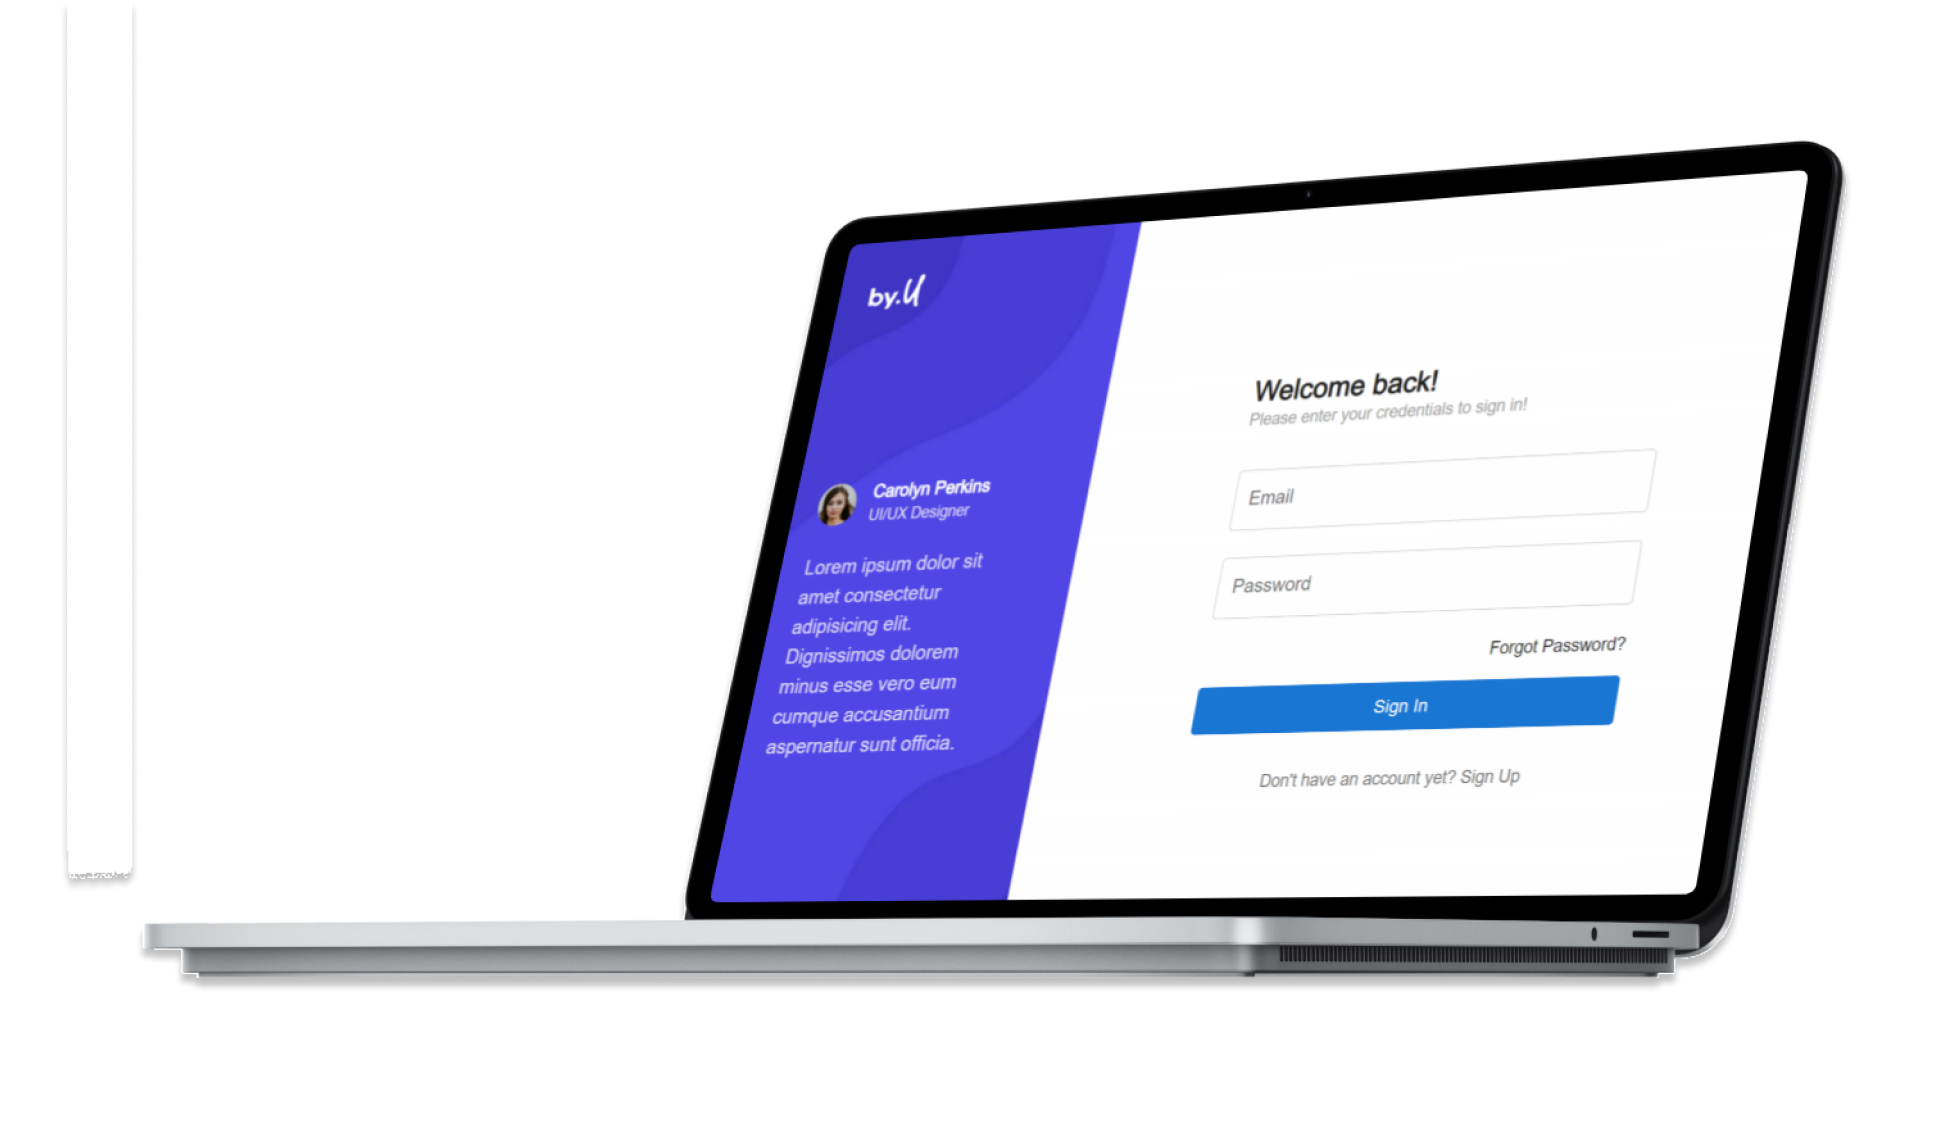 by.U
Carolyn Perkins
UI/UX Designer
Lorem ipsum dolor sit
amet consectetur
adipisicing elit.
Dignissimos dolorem
minus esse vero eum
cumque accusantium
aspernatur sunt officia.
Welcome back!
Please enter your credentials to sign in!
Email
Password
Forgot Password?
Sign In
Don't have an account yet? Sign Up